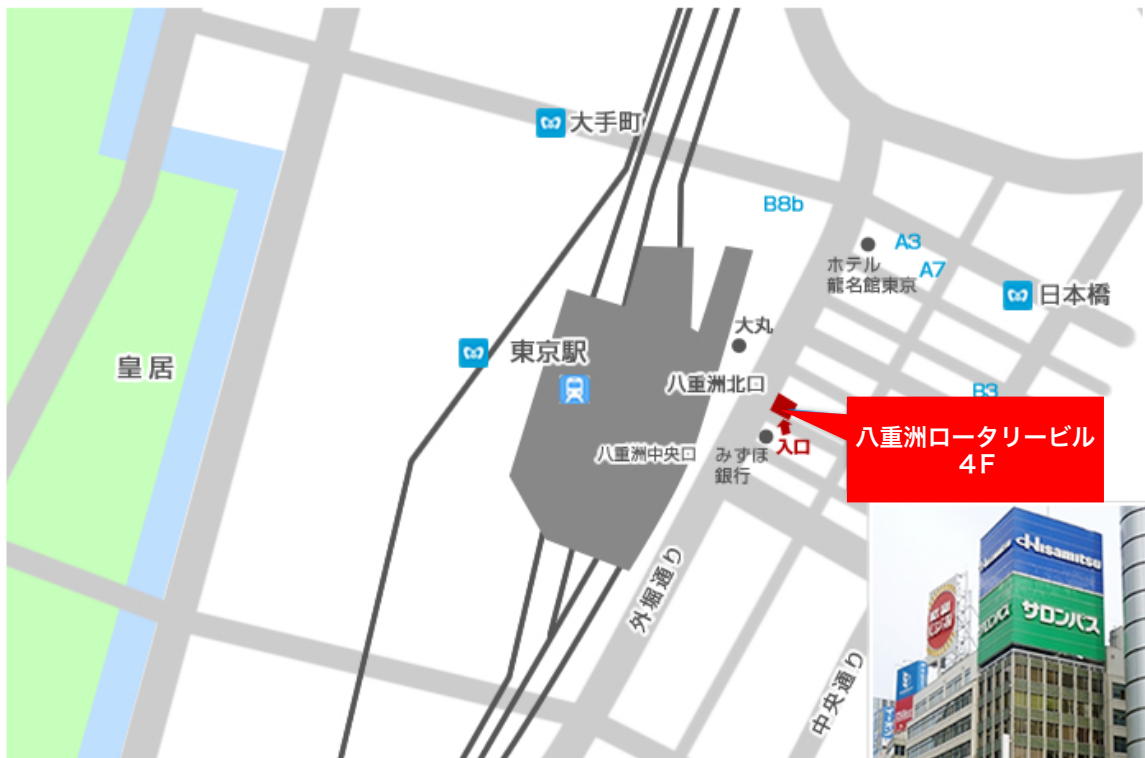 大手町
B8b
A3
ホテル
龍名館東京
A7
日本橋
大丸
東京駅
皇居
八重洲北口
B3
八重洲ロータリービル
4F
入口
みずほ
銀行
八重洲中央口
外堀通り
中央通り
Hisamitsu
サロンパス